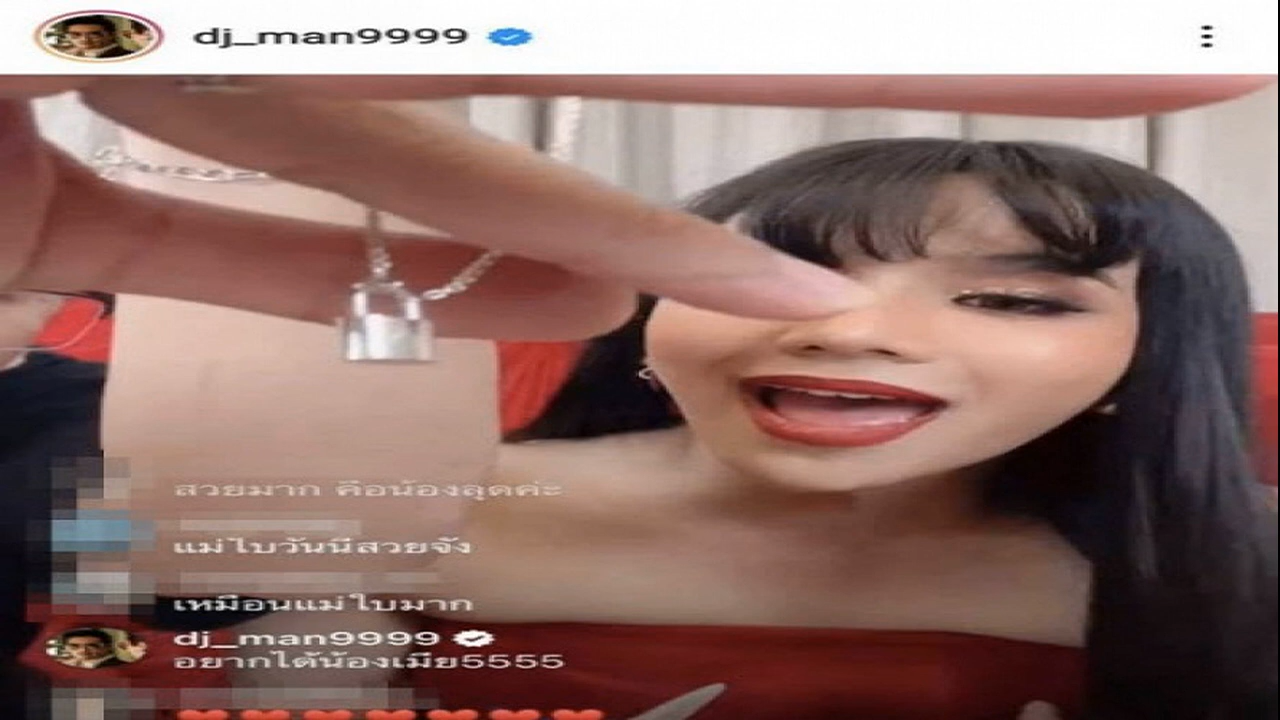 dj_man9999
สวยมาก คือน้องลุดค่ะ
แม่ใบวันนี้สวยจัง
เหมือนแม่ใบมาก
dj_man9999
อยากได้น้องเมีย5555